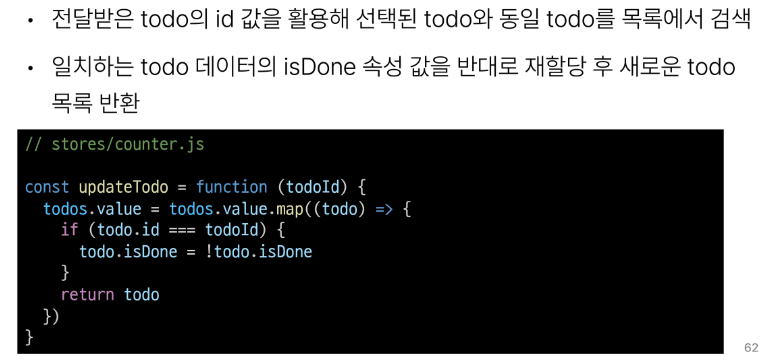 • 전달받은 todo의 id 값을 활용해 선택된 todo와 동일 todo를 목록에서 검색
• 일치하는 todo 데이터의 isDone 속성 값을 반대로 재할당 후 새로운 todo
목록 반환
// stores/counter.js
const updateTodo = function (todoId) {
  todos.value = todos.value.map((todo) => {
    if (todo.id === todoId) {
      todo.isDone = !todo.isDone
    }
    return todo
  })
}
62